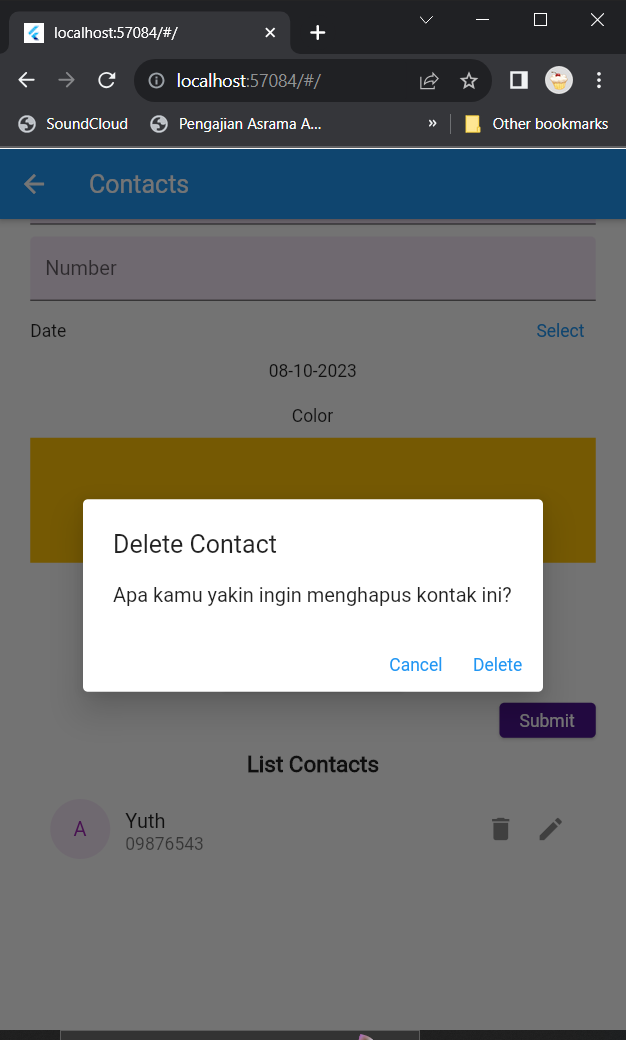 localhost:57084/#/
localhost:57084/#/
SoundCloud Pengajian Asrama A... » Other bookmarks
Contacts
Number
Date Select
08-10-2023
Color
Delete Contact
Apa kamu yakin ingin menghapus kontak ini?
Cancel Delete
Submit
List Contacts
A Yuth
09876543